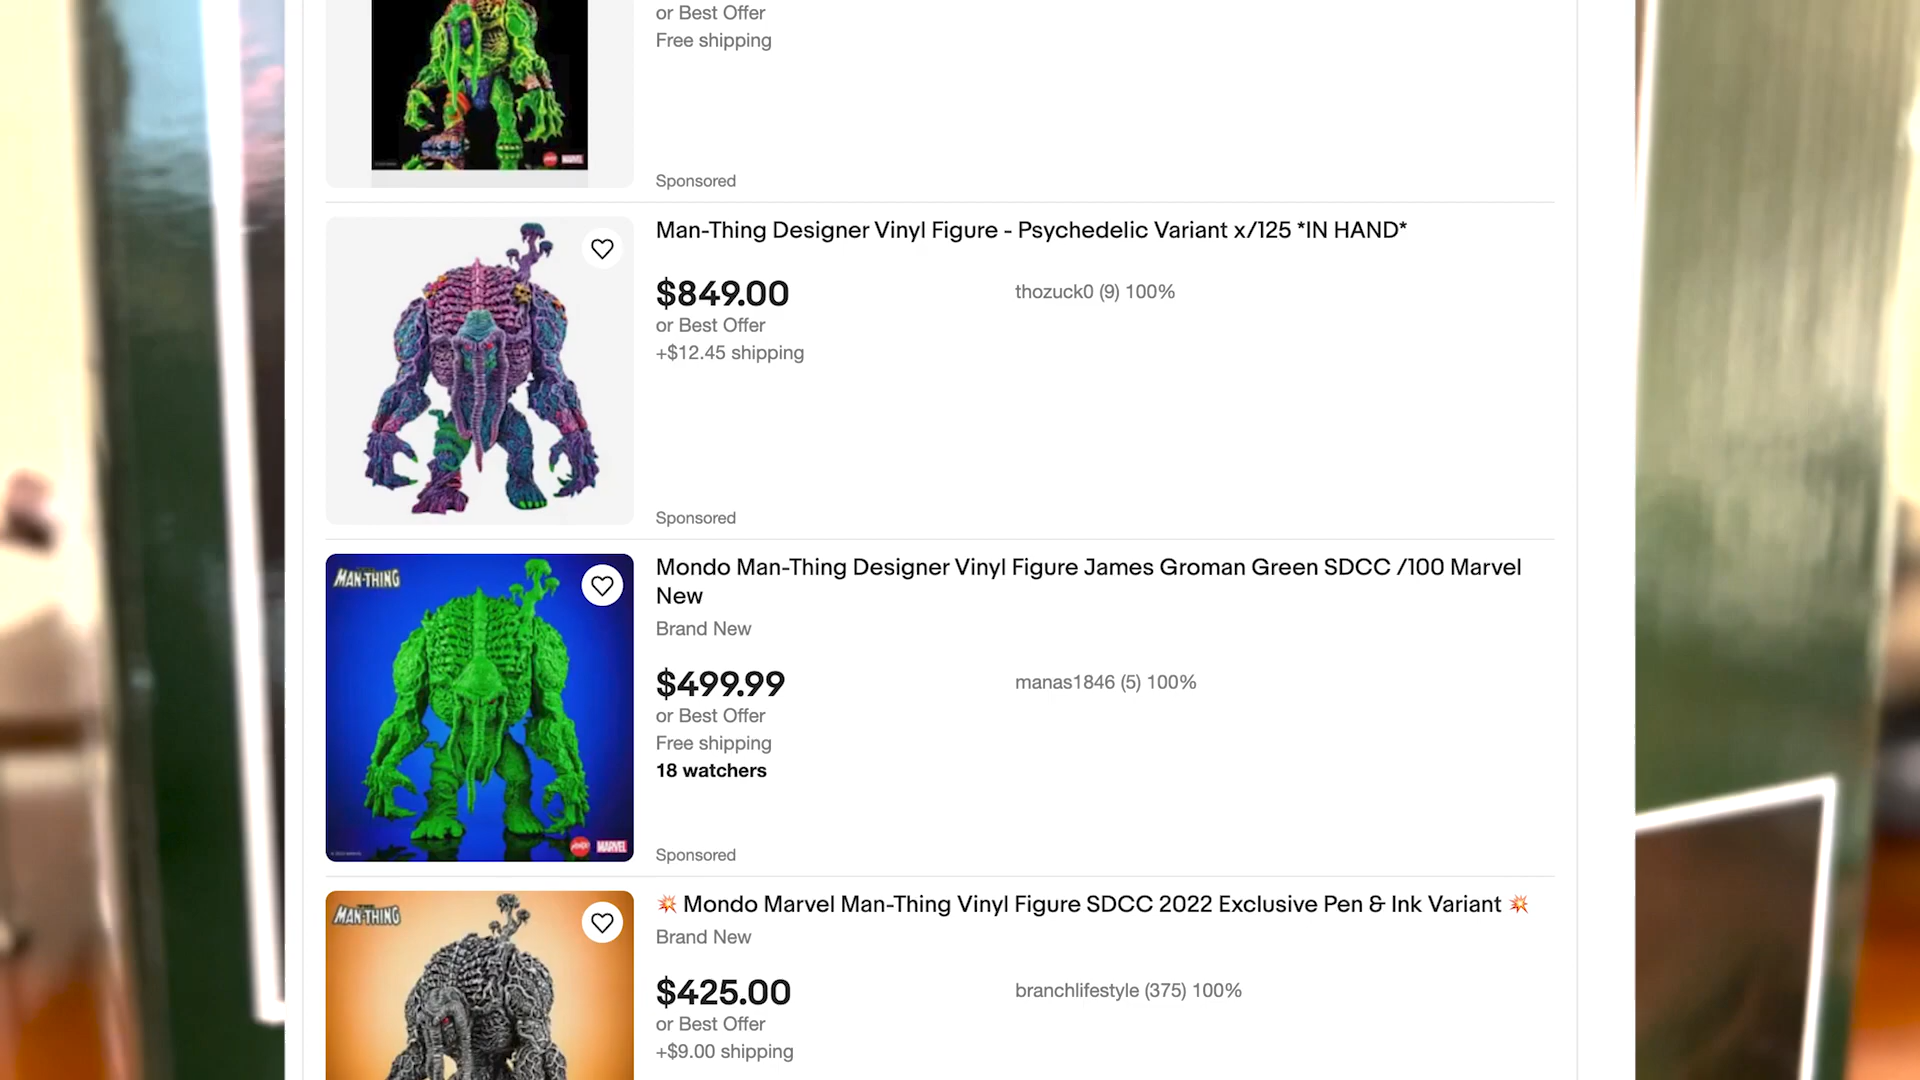 or Best Offer
Free shipping
MARVEL
Sponsored
Man-Thing Designer Vinyl Figure - Psychedelic Variant x/125 *IN HAND*
$849.00
thozuck0 (9) 100%
or Best Offer
+$12.45 shipping
Sponsored
MAN-THING
Mondo Man-Thing Designer Vinyl Figure James Groman Green SDCC /100 Marvel
New
Brand New
$499.99
manas1846 (5) 100%
or Best Offer
Free shipping
18 watchers
MARVEL
Sponsored
MAN-THING
💥 Mondo Marvel Man-Thing Vinyl Figure SDCC 2022 Exclusive Pen & Ink Variant 💥
Brand New
$425.00
branchlifestyle (375) 100%
or Best Offer
+$9.00 shipping